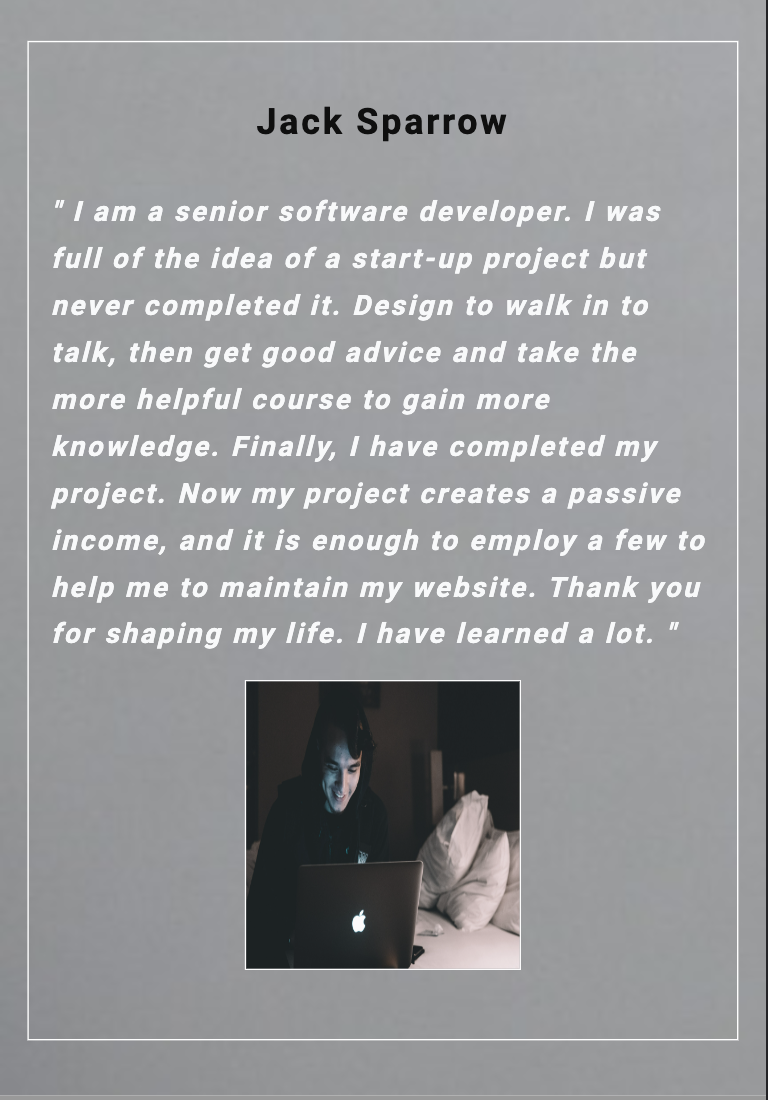 Jack Sparrow
" I am a senior software developer. I was
full of the idea of a start-up project but
never completed it. Design to walk in to
talk, then get good advice and take the
more helpful course to gain more
knowledge. Finally, I have completed my
project. Now my project creates a passive
income, and it is enough to employ a few to
help me to maintain my website. Thank you
for shaping my life. I have learned a lot. "